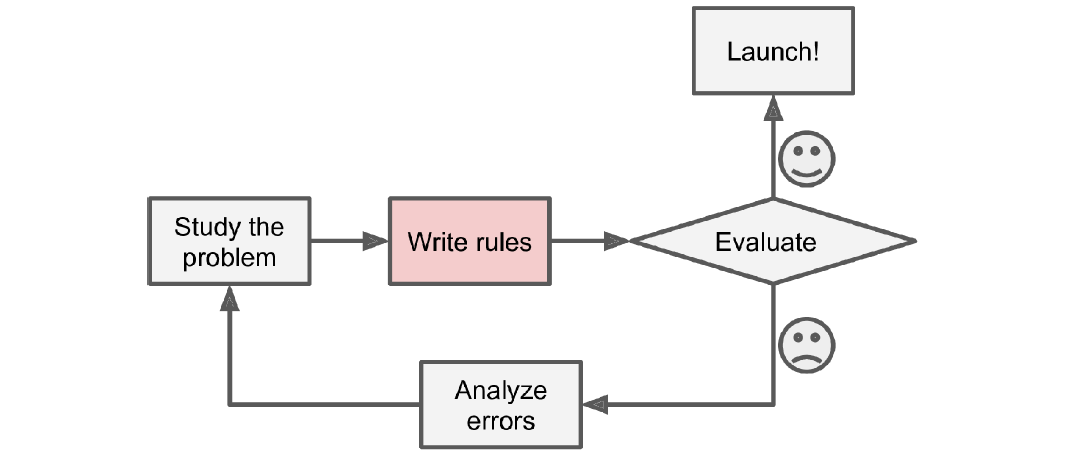 Launch!
Study the
problem
Write rules
Evaluate
Analyze
errors